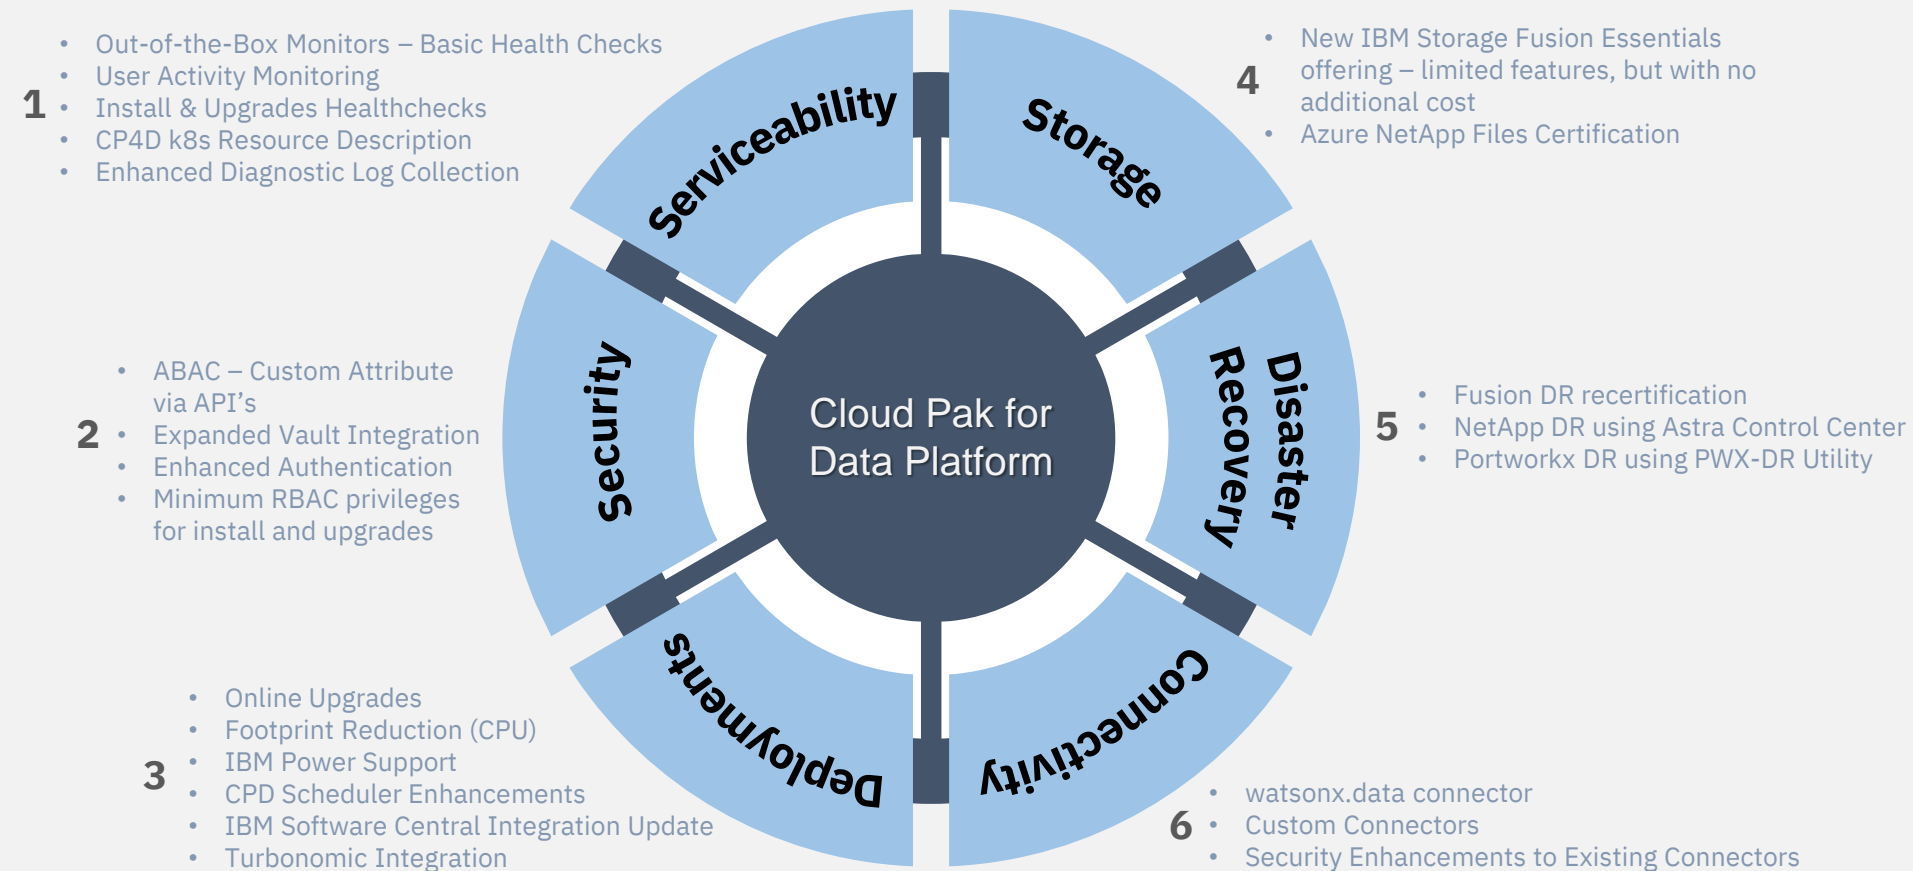 1
• Out-of-the-Box Monitors – Basic Health Checks
• User Activity Monitoring
• Install & Upgrades Healthchecks
• CP4D k8s Resource Description
• Enhanced Diagnostic Log Collection
Serviceability
2
• ABAC – Custom Attribute
via API’s
• Expanded Vault Integration
• Enhanced Authentication
• Minimum RBAC privileges
for install and upgrades
Security
3
• Online Upgrades
• Footprint Reduction (CPU)
• IBM Power Support
• CPD Scheduler Enhancements
• IBM Software Central Integration Update
• Turbonomic Integration
Deployments
Cloud Pak for
Data Platform
4
• New IBM Storage Fusion Essentials
offering – limited features, but with no
additional cost
• Azure NetApp Files Certification
Storage
5
• Fusion DR recertification
• NetApp DR using Astra Control Center
• Portworkx DR using PWX-DR Utility
Disaster
Recovery
6
• watsonx.data connector
• Custom Connectors
• Security Enhancements to Existing Connectors
Connectivity